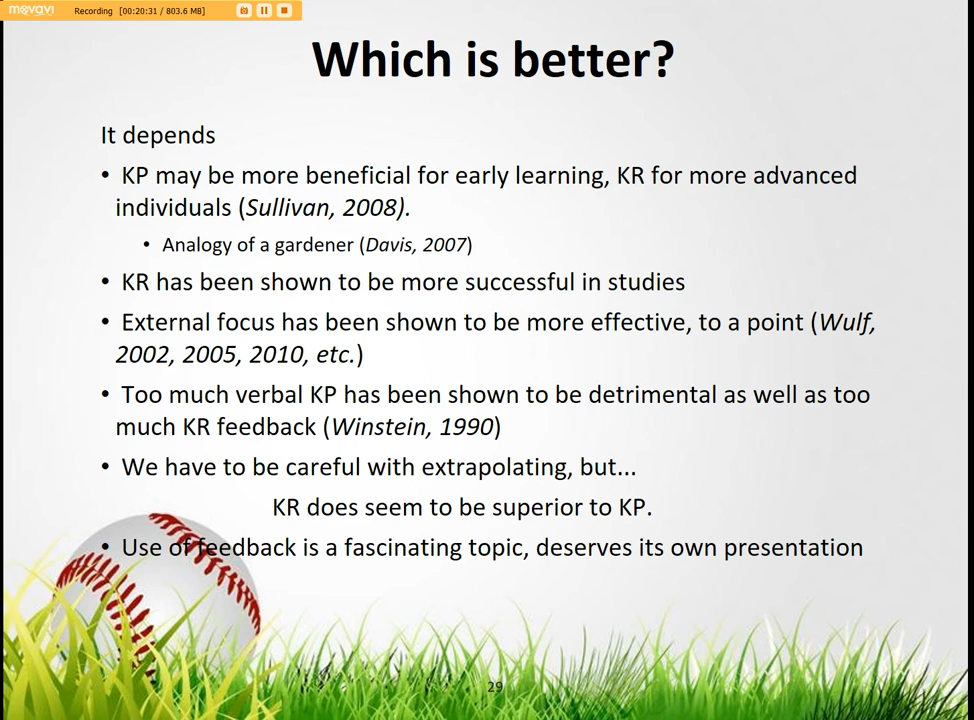 movavi Recording [00:20:31 / 803.6 MB]
Which is better?
It depends
• KP may be more beneficial for early learning, KR for more advanced
individuals (Sullivan, 2008).
• Analogy of a gardener (Davis, 2007)
• KR has been shown to be more successful in studies
• External focus has been shown to be more effective, to a point (Wulf,
2002, 2005, 2010, etc.)
• Too much verbal KP has been shown to be detrimental as well as too
much KR feedback (Winstein, 1990)
• We have to be careful with extrapolating, but...
KR does seem to be superior to KP.
• Use of feedback is a fascinating topic, deserves its own presentation
29